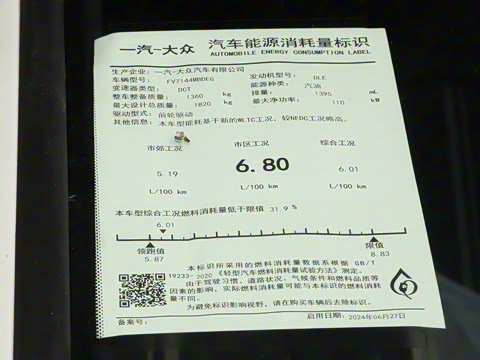 一汽-大众 汽车能源消耗量标识
AUTOMOBILE ENERGY CONSUMPTION LABEL
生产企业：一汽-大众汽车有限公司
车辆型号： FV7144MBDEG 发动机型号： DLE
变速器类型： DCT 能源种类： 汽油
整车整备质量： 1360 kg 排量： 1395 mL
最大设计总质量： 1820 kg 最大净功率： 110 kW
驱动型式： 前轮驱动
其他信息： 本车型能耗基于新的WLTC工况，较NEDC工况略高。
市郊工况 市区工况 综合工况
5.19 6.80 6.01
L/100 km L/100 km L/100 km
本车型综合工况燃料消耗量低于限值 31.9 %
6.01
领跑值 限值
5.87 8.83
本标识所采用的燃料消耗量数据系根据 GB/T
19233-2020《轻型汽车燃料消耗量试验方法》测定。
由于驾驶习惯、道路状况、气候条件和燃料品质等
因素的影响，实际燃料消耗量可能与本标识的燃料消耗
量不同。
为避免标识影响视野，请在购买车辆后去除标识。
备案号： 启用日期： 2024年06月27日